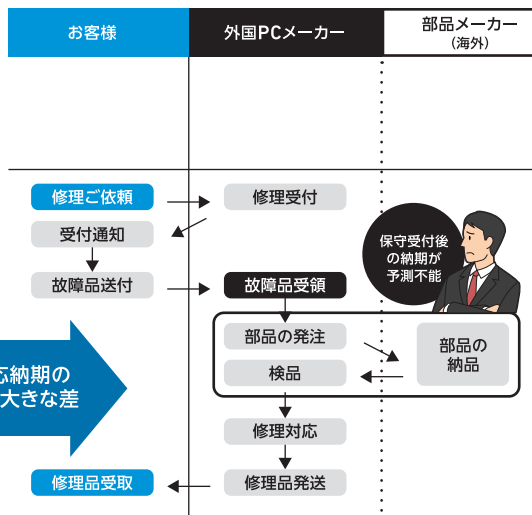 お客様
外国PCメーカー
部品メーカー
(海外)
修理ご依頼
修理受付
受付通知
保守受付後
の納期が
予測不能
故障品送付
故障品受領
部品の発注
部品の
納品
検品
応納期の
大きな差
修理対応
修理品受取
修理品発送